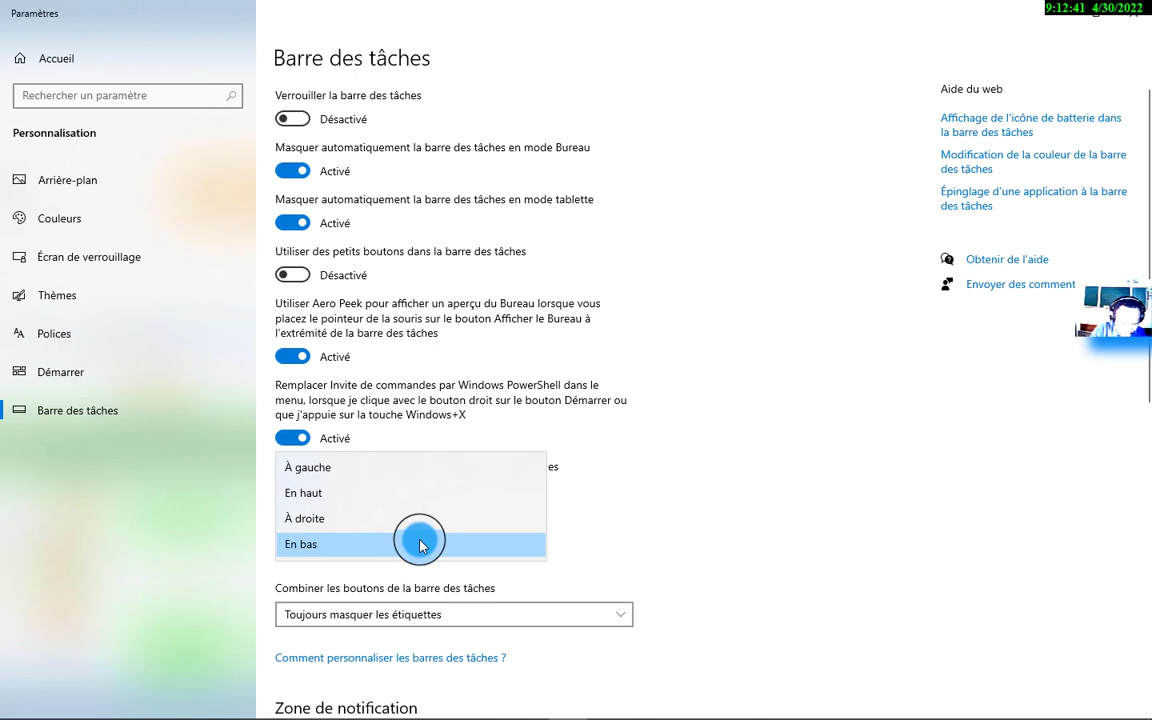 Paramètres
9:12:41 4/30/2022
Accueil
Rechercher un paramètre
Personnalisation
Arrière-plan
Couleurs
Écran de verrouillage
Thèmes
Polices
Démarrer
Barre des tâches
Barre des tâches
Verrouiller la barre des tâches
Désactivé
Masquer automatiquement la barre des tâches en mode Bureau
Activé
Masquer automatiquement la barre des tâches en mode tablette
Activé
Utiliser des petits boutons dans la barre des tâches
Désactivé
Utiliser Aero Peek pour afficher un aperçu du Bureau lorsque vous
placez le pointeur de la souris sur le bouton Afficher le Bureau à
l'extrémité de la barre des tâches
Activé
Remplacer Invite de commandes par Windows PowerShell dans le
menu, lorsque je clique avec le bouton droit sur le bouton Démarrer ou
que j'appuie sur la touche Windows+X
Activé
es
À gauche
En haut
À droite
En bas
Combiner les boutons de la barre des tâches
Toujours masquer les étiquettes
Comment personnaliser les barres des tâches ?
Zone de notification
Aide du web
Affichage de l'icône de batterie dans
la barre des tâches
Modification de la couleur de la barre
des tâches
Épinglage d'une application à la barre
des tâches
Obtenir de l'aide
Envoyer des comment